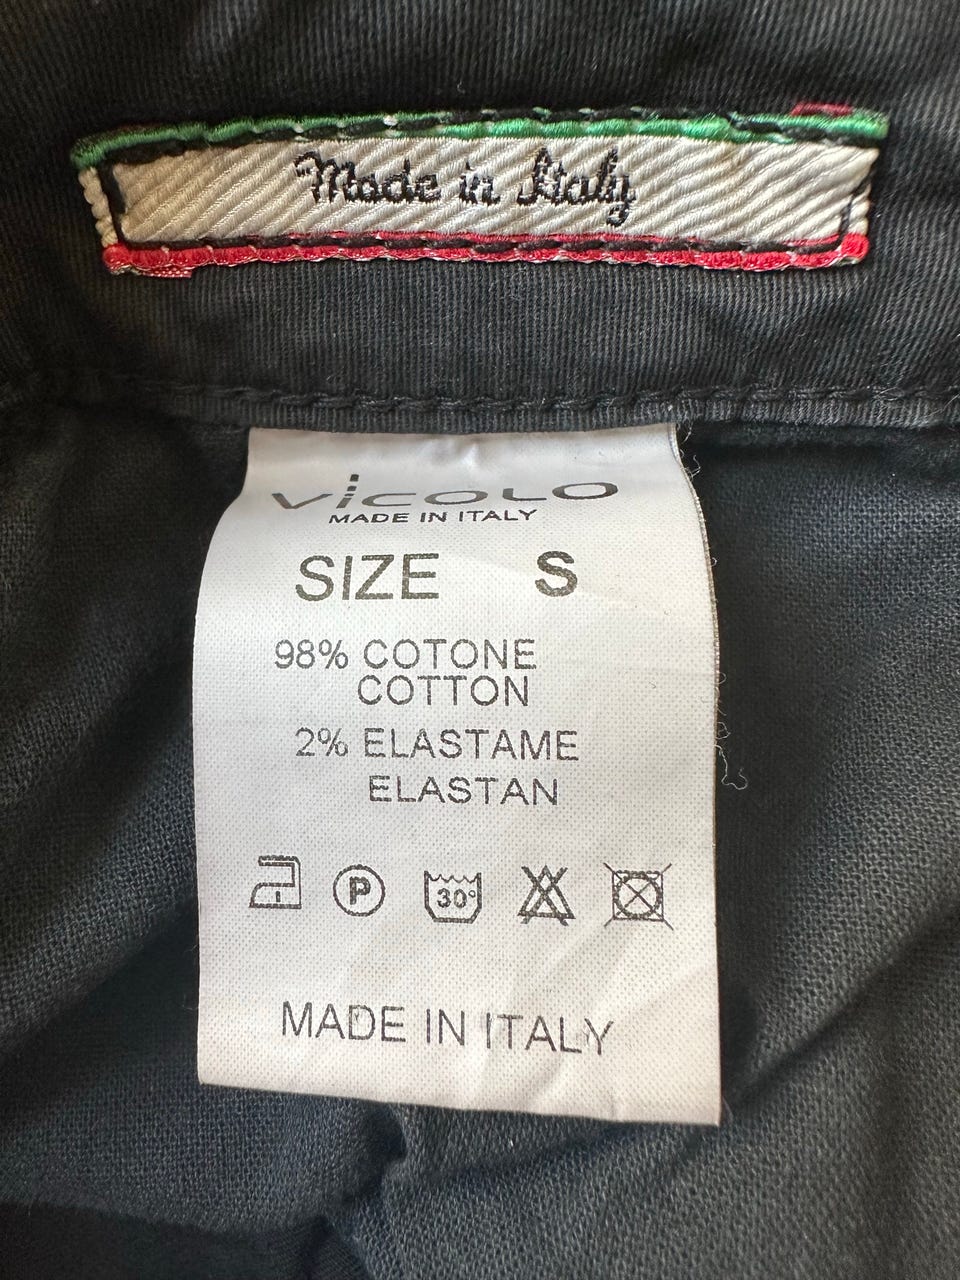 Made in Italy
vicolo
MADE IN ITALY
SIZE S
98% COTONE
COTTON
2% ELASTAME
ELASTAN
P 30°
MADE IN ITALY